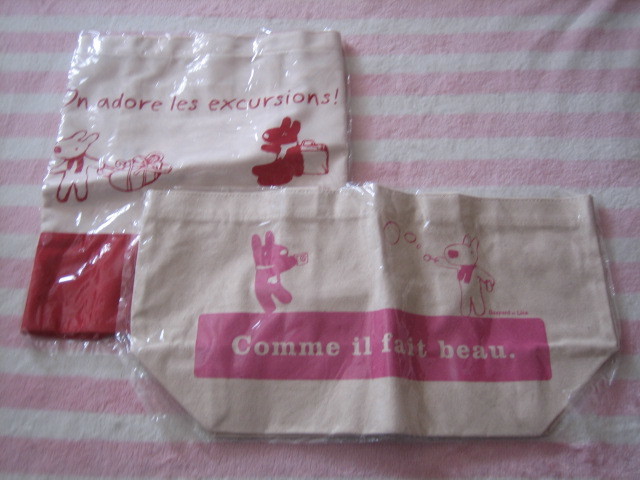 On adore les excursions!
Comme il fait beau.